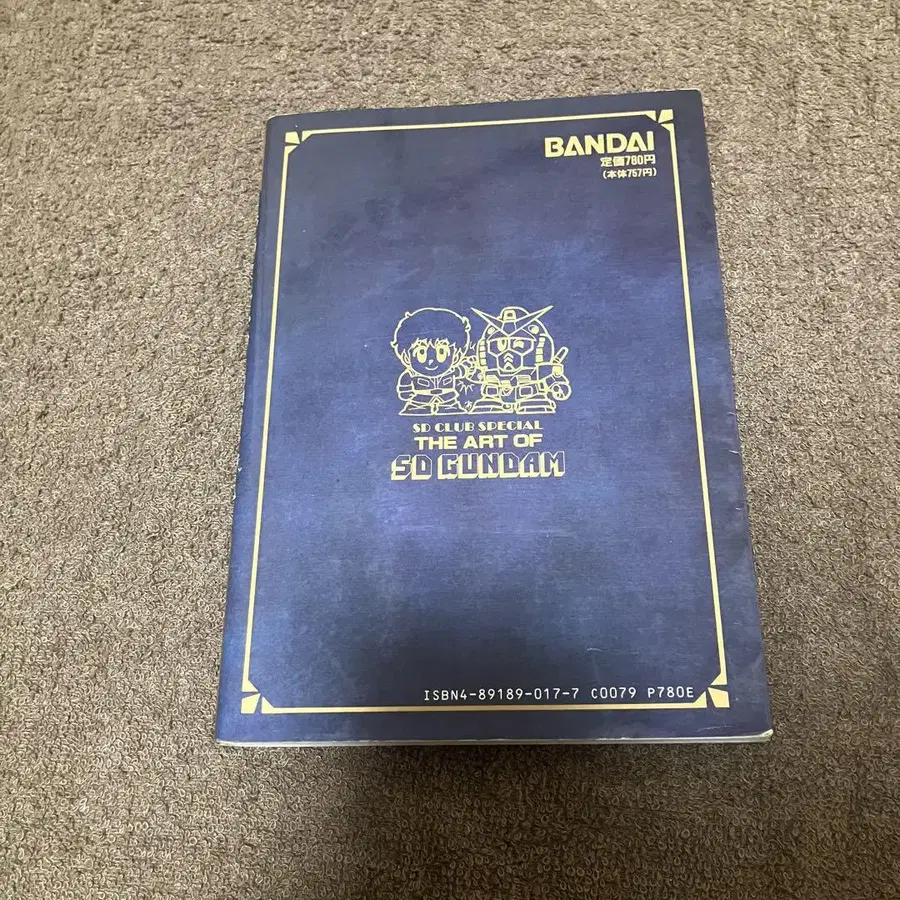 BANDAI
定価780円
(本体757円)
SD CLUB SPECIAL
THE ART OF
SD GUNDAM
ISBN4-89189-017-7 C0079 P780E